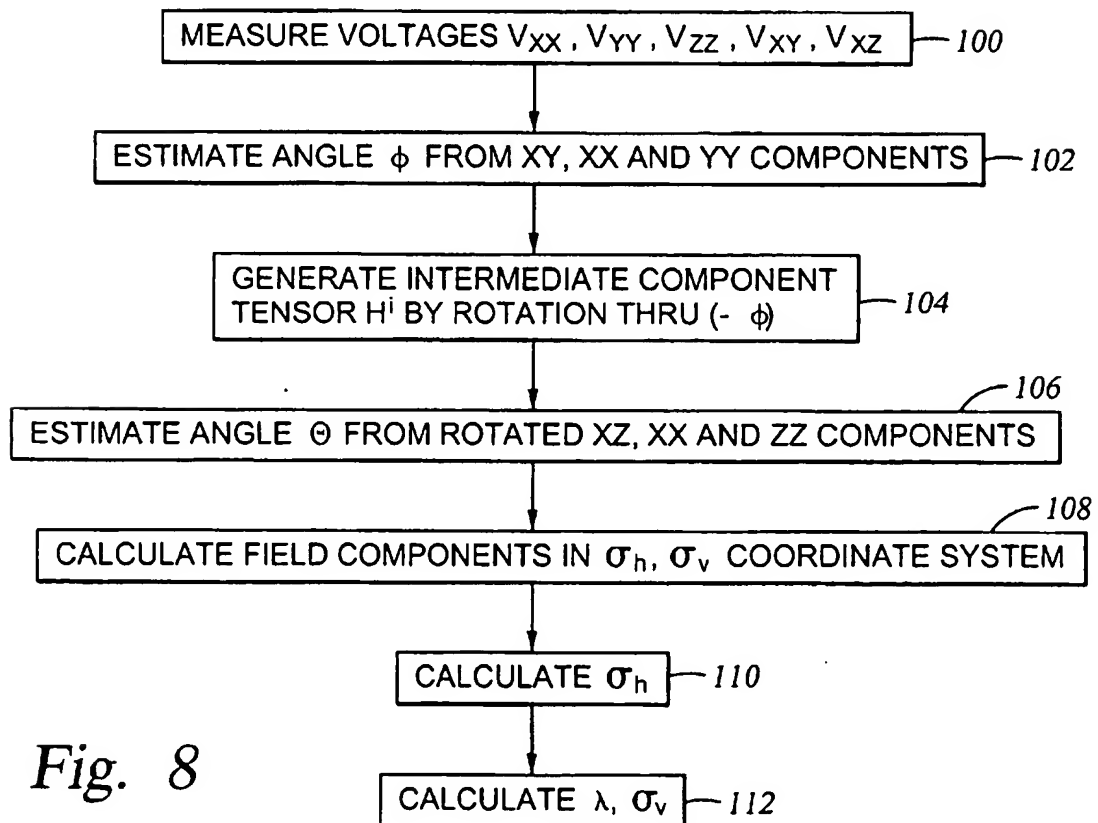 MEASURE VOLTAGES VXX , VYY, VZZ, VXY, VXZ 100
ESTIMATE ANGLE ϕ FROM XY, XX AND YY COMPONENTS 102
GENERATE INTERMEDIATE COMPONENT
TENSOR Hi BY ROTATION THRU (- ϕ) 104
106
ESTIMATE ANGLE Θ FROM ROTATED XZ, XX AND ZZ COMPONENTS
108
CALCULATE FIELD COMPONENTS IN σh, σv COORDINATE SYSTEM
CALCULATE σh 110
Fig. 8
CALCULATE λ, σv 112